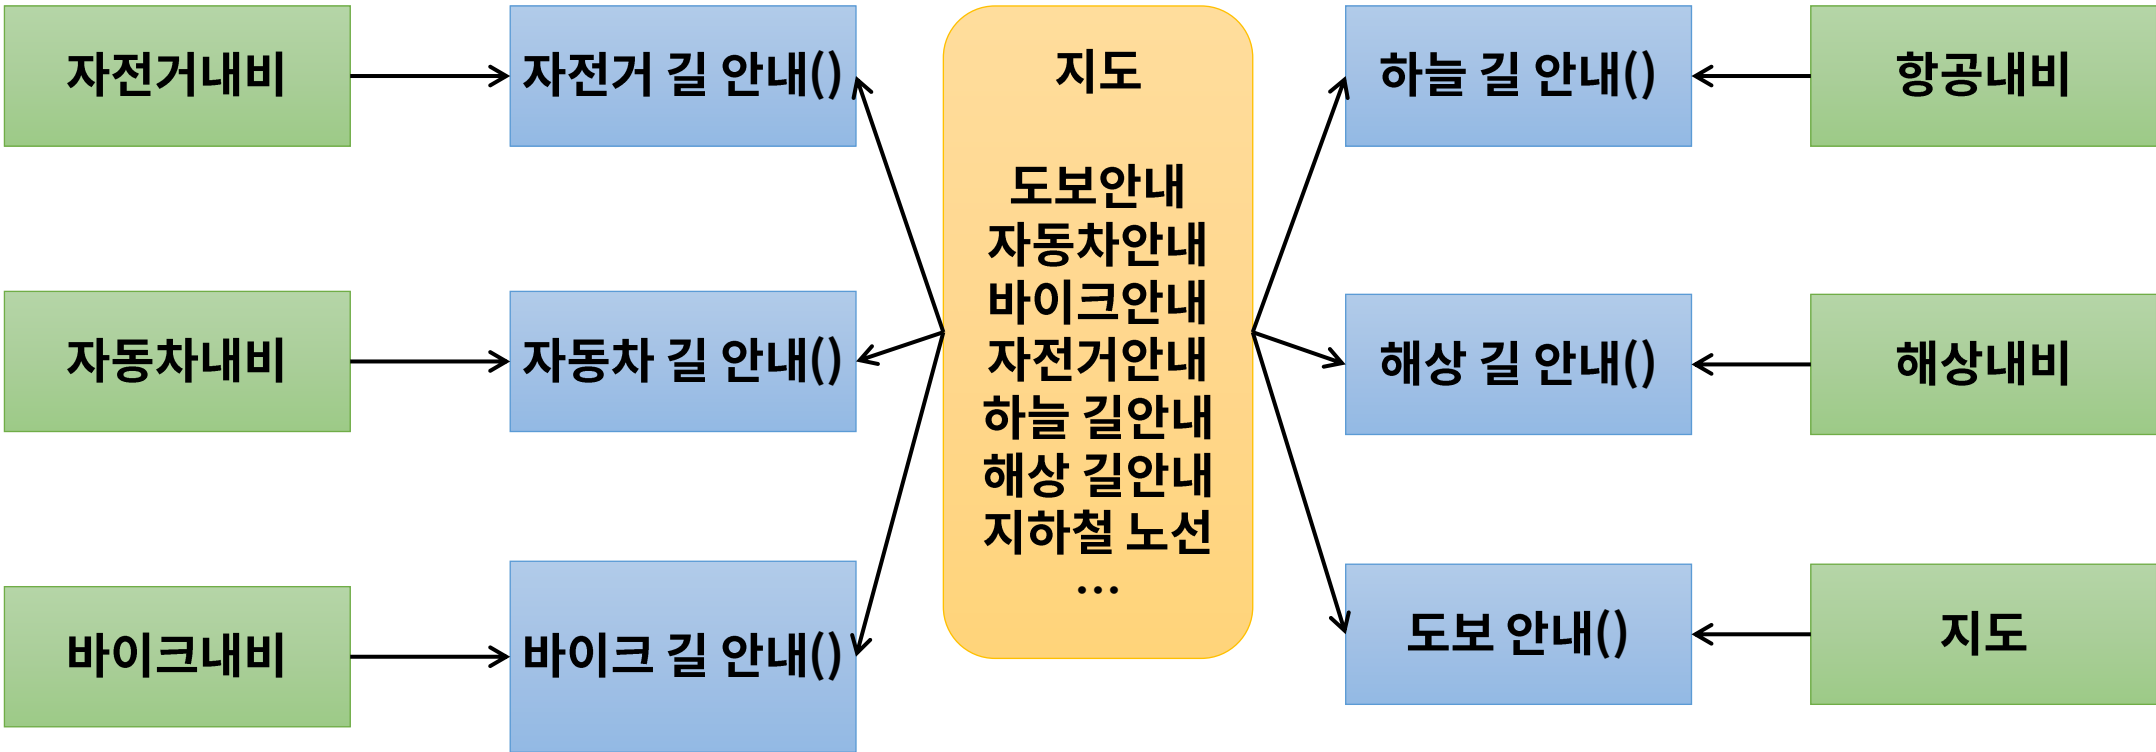 자전거내비
자전거 길 안내()
자동차내비
자동차 길 안내()
바이크내비
바이크 길 안내()
지도
도보안내
자동차안내
바이크안내
자전거안내
하늘 길안내
해상 길안내
지하철 노선
...
하늘 길 안내()
항공내비
해상 길 안내()
해상내비
도보 안내()
지도